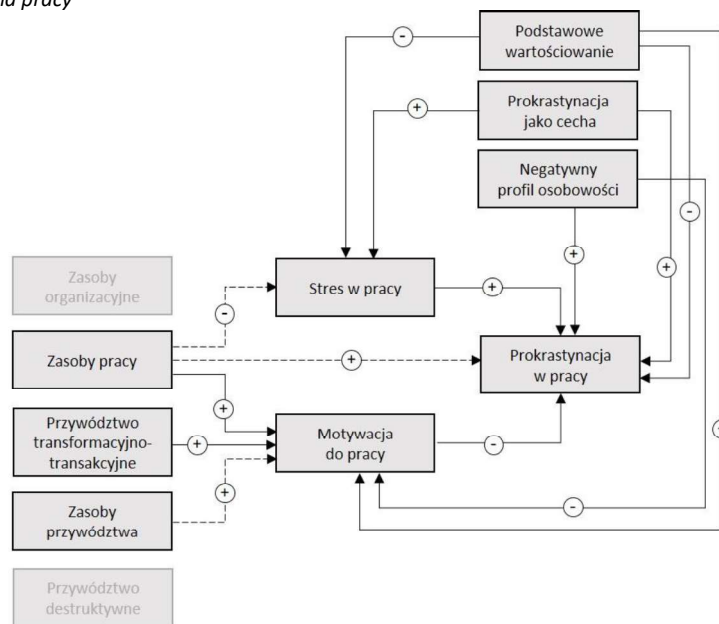 na pracy
Podstawowe
wartościowanie
Prokrastynacja
jako cecha
Negatywny
profil osobowości
Zasoby
organizacyjne
Stres w pracy
Zasoby pracy
Prokrastynacja
w pracy
Przywództwo
transformacyjno-
transakcyjne
Motywacja
do pracy
Zasoby
przywództwa
Przywództwo
destruktywne
-
+
-
+
+
+
-
+
+
+
-
+
-